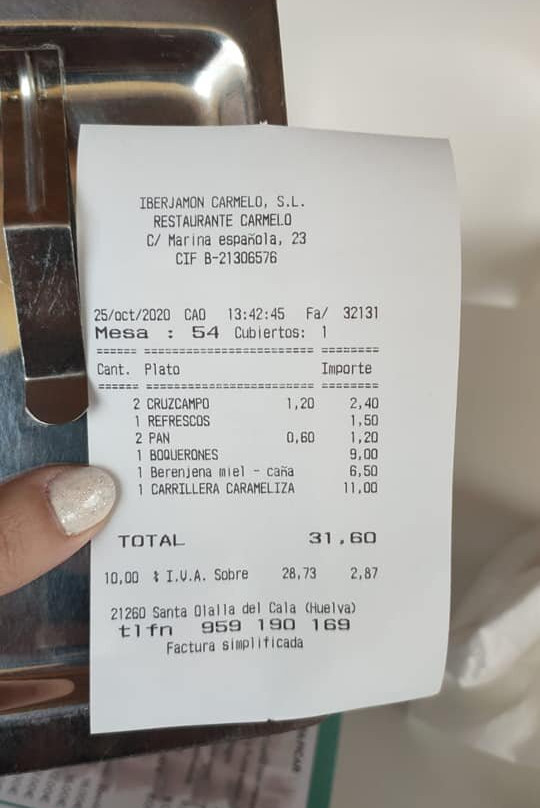 IBERJAMON CARMELO, S.L.
RESTAURANTE CARMELO
C/ Marina española, 23
CIF B-21306576
25/oct/2020 CAO 13:42:45 Fa/ 32131
Mesa : 54 Cubiertos: 1
====== ======================== ========
Cant. Plato Importe
====== ======================== ========
2 CRUZCAMPO 1,20 2,40
1 REFRESCOS 1,50
2 PAN 0,60 1,20
1 BOQUERONES 9,00
1 Berenjena miel - caña 6,50
1 CARRILLERA CARAMELIZA 11,00
TOTAL 31,60
10,00 % I.V.A. Sobre 28,73 2,87
21260 Santa Olalla del Cala (Huelva)
tlfn 959 190 169
Factura simplificada